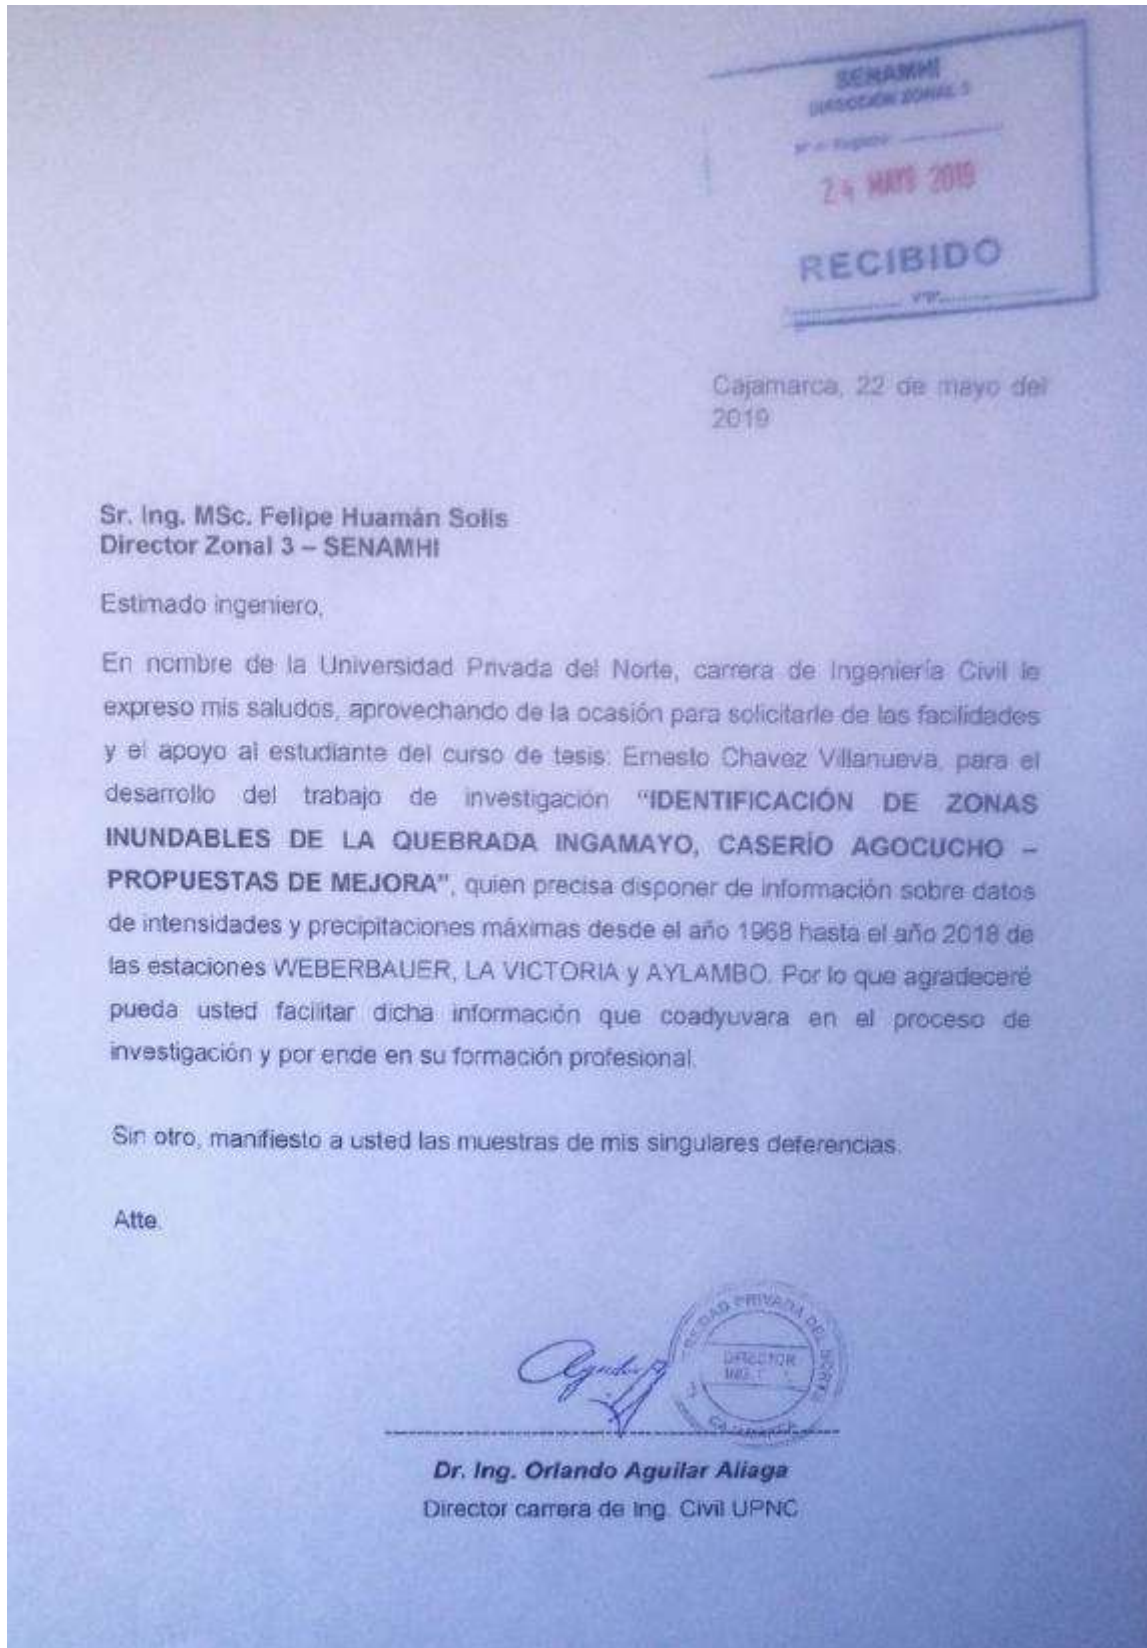 SENAMHI
DIRECCIÓN ZONAL 3
Nº de Registro
24 MAYO 2019
RECIBIDO
Cajamarca, 22 de mayo del
2019
Sr. Ing. MSc. Felipe Huamán Solis
Director Zonal 3 – SENAMHI
Estimado ingeniero,
En nombre de la Universidad Privada del Norte, carrera de Ingeniería Civil le
expreso mis saludos, aprovechando de la ocasión para solicitarle de las facilidades
y el apoyo al estudiante del curso de tesis: Ernesto Chavez Villanueva, para el
desarrollo del trabajo de investigación “IDENTIFICACIÓN DE ZONAS
INUNDABLES DE LA QUEBRADA INGAMAYO, CASERÍO AGOCUCHO –
PROPUESTAS DE MEJORA”, quien precisa disponer de información sobre datos
de intensidades y precipitaciones máximas desde el año 1968 hasta el año 2018 de
las estaciones WEBERBAUER, LA VICTORIA y AYLAMBO. Por lo que agradeceré
pueda usted facilitar dicha información que coadyuvara en el proceso de
investigación y por ende en su formación profesional.
Sin otro, manifiesto a usted las muestras de mis singulares deferencias.
Atte.
PRIVADA DEL NORTE
DIRECTOR
ING.
CAJAMARCA
Dr. Ing. Orlando Aguilar Aliaga
Director carrera de Ing. Civil UPNC